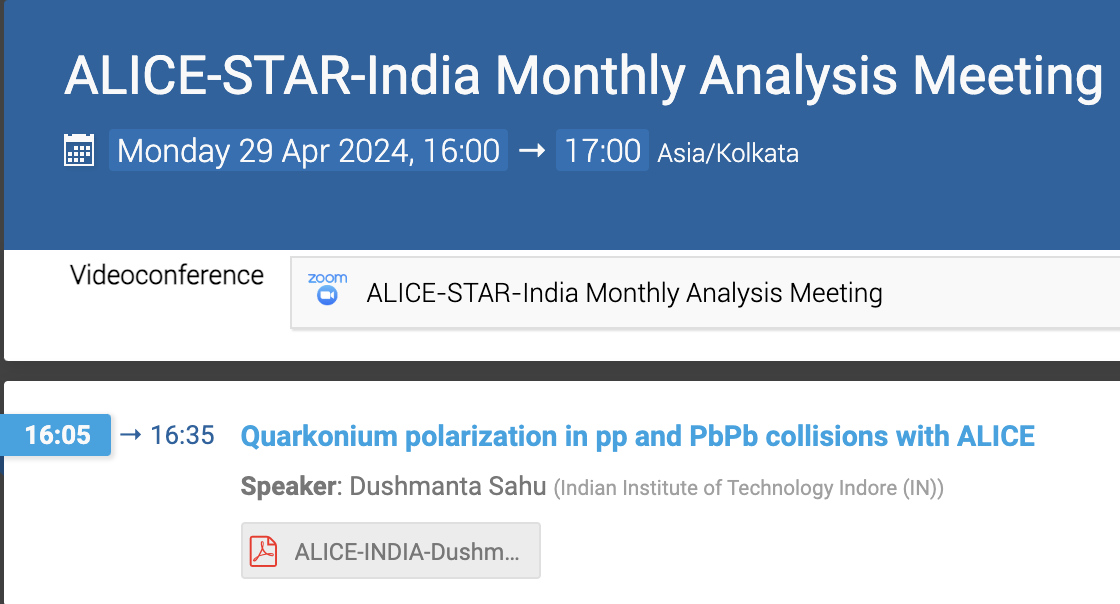 ALICE-STAR-India Monthly Analysis Meeting
Monday 29 Apr 2024, 16:00 → 17:00 Asia/Kolkata
Videoconference
zoom
ALICE-STAR-India Monthly Analysis Meeting
16:05 → 16:35 Quarkonium polarization in pp and PbPb collisions with ALICE
Speaker: Dushmanta Sahu (Indian Institute of Technology Indore (IN))
ALICE-INDIA-Dushm...